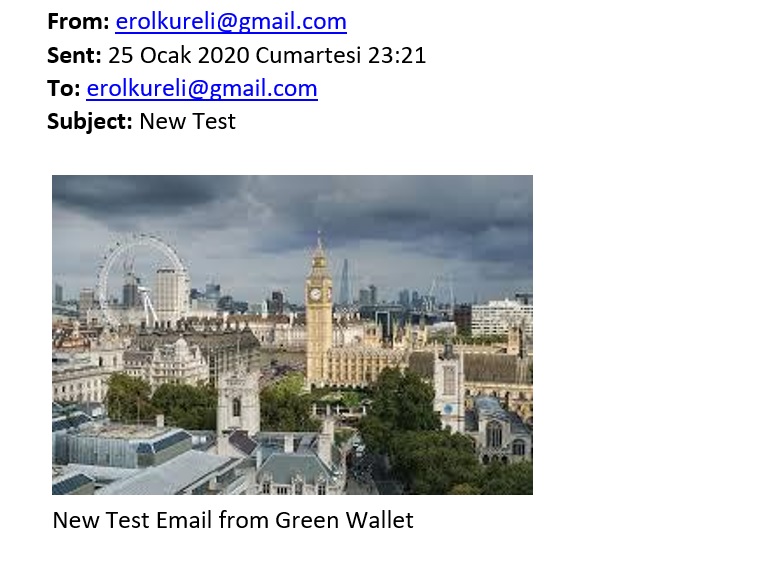 From: erolkureli@gmail.com
Sent: 25 Ocak 2020 Cumartesi 23:21
To: erolkureli@gmail.com
Subject: New Test
New Test Email from Green Wallet